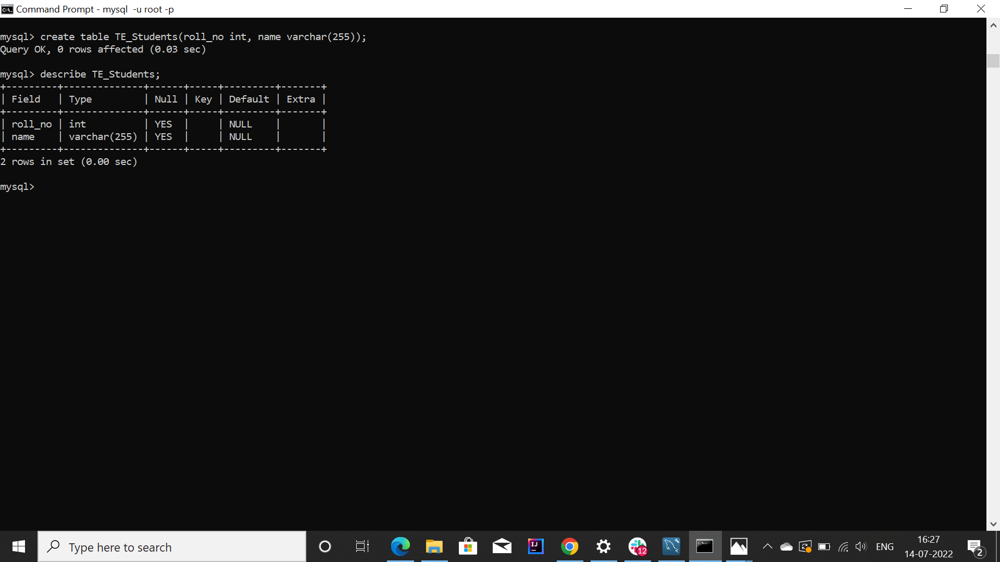 Command Prompt - mysql  -u root -p
mysql> create table TE_Students(roll_no int, name varchar(255));
Query OK, 0 rows affected (0.03 sec)
mysql> describe TE_Students;
+---------+--------------+------+-----+---------+-------+
| Field   | Type         | Null | Key | Default | Extra |
+---------+--------------+------+-----+---------+-------+
| roll_no | int          | YES  |     | NULL    |       |
| name    | varchar(255) | YES  |     | NULL    |       |
+---------+--------------+------+-----+---------+-------+
2 rows in set (0.00 sec)
mysql>
Type here to search
IJ
12
ENG
16:27
14-07-2022
2